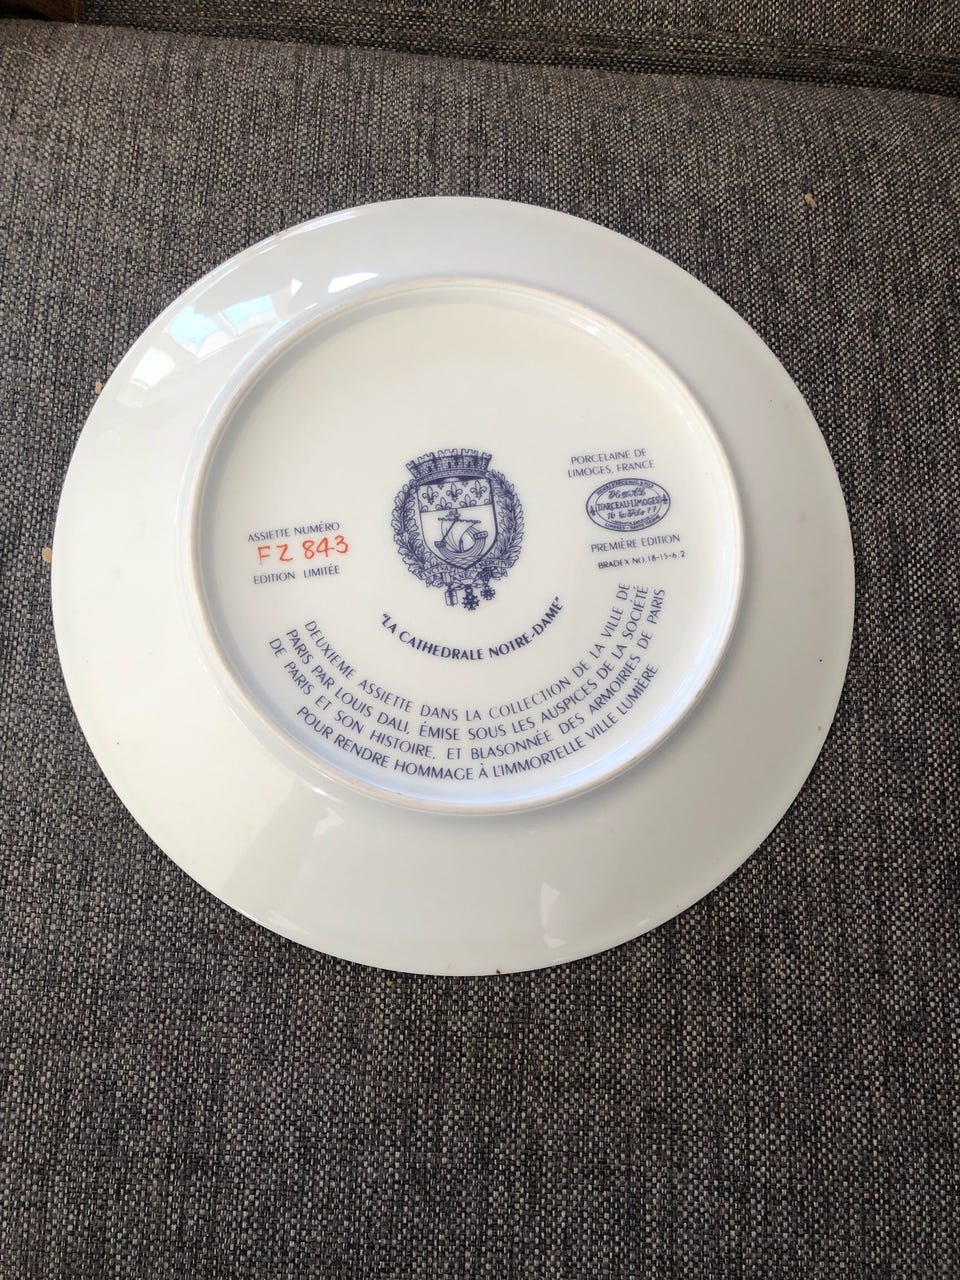 PORCELAINE DE
LIMOGES, FRANCE
D'ARCEAU-LIMOGES
PREMIÈRE EDITION
BRADEX NO. 18-15-6.2
ASSIETTE NUMÉRO
FZ 843
EDITION LIMITÉE
"LA CATHEDRALE NOTRE-DAME"
DEUXIEME ASSIETTE DANS LA COLLECTION DE LA VILLE DE
PARIS PAR LOUIS DALI, ÉMISE SOUS LES AUSPICES DE LA SOCIÉTÉ
DE PARIS ET SON HISTOIRE, ET BLASONNÉE DES ARMOIRIES DE PARIS
POUR RENDRE HOMMAGE À L'IMMORTELLE VILLE LUMIÈRE